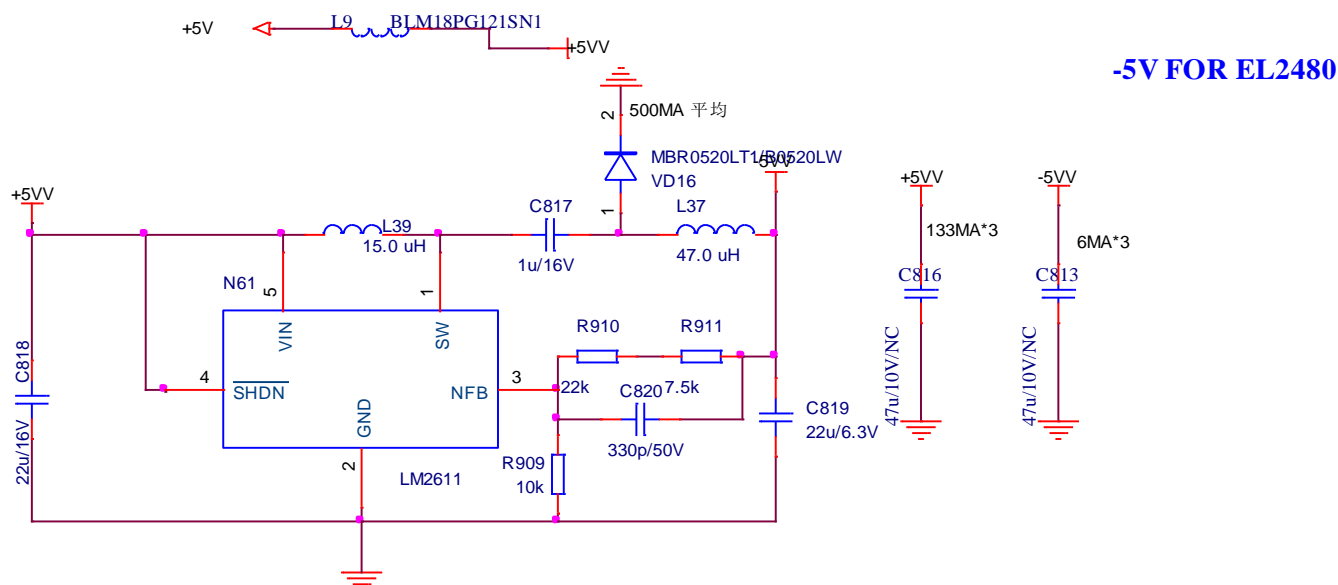 +5V
L9
BLM18PG121SN1
+5VV
-5V FOR EL2480
2
500MA 平均
MBR0520LT1/B0520LW
VD16
-5VV
+5VV
1
C817
1u/16V
L37
47.0 uH
L39
15.0 uH
+5VV
133MA*3
C816
47u/10V/NC
-5VV
6MA*3
C813
47u/10V/NC
N61
5
1
VIN
SW
4
SHDN
GND
NFB
3
2
LM2611
C818
22u/16V
R910
22k
R911
7.5k
C820
330p/50V
C819
22u/6.3V
R909
10k